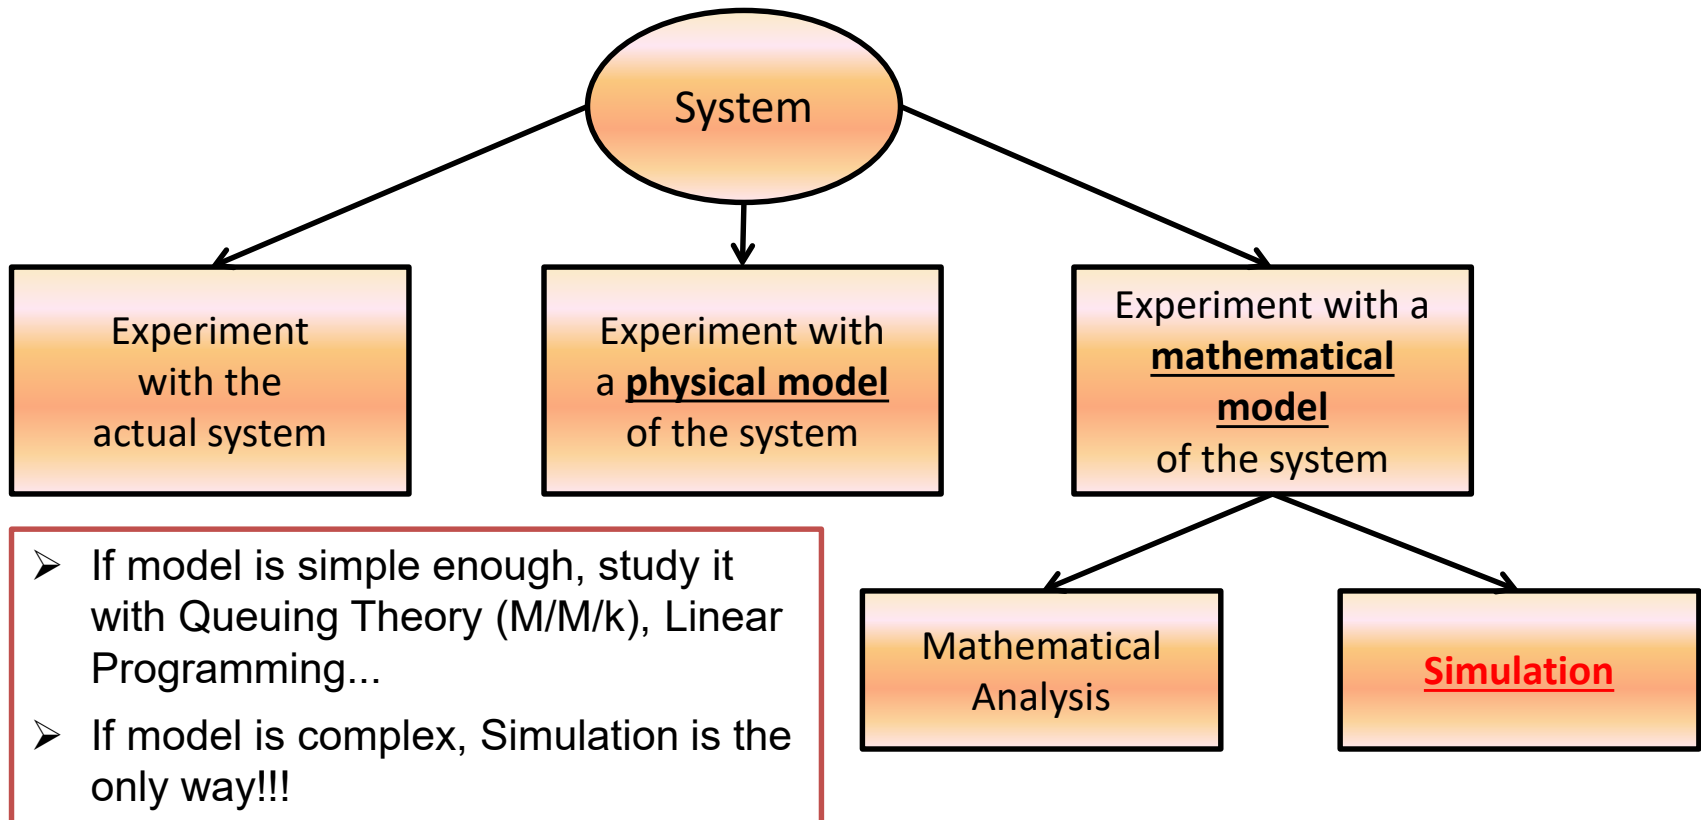 System
Experiment
with the
actual system
Experiment with
a physical model
of the system
Experiment with a
mathematical
model
of the system
➢ If model is simple enough, study it
with Queuing Theory (M/M/k), Linear
Programming...
➢ If model is complex, Simulation is the
only way!!!
Mathematical
Analysis
Simulation